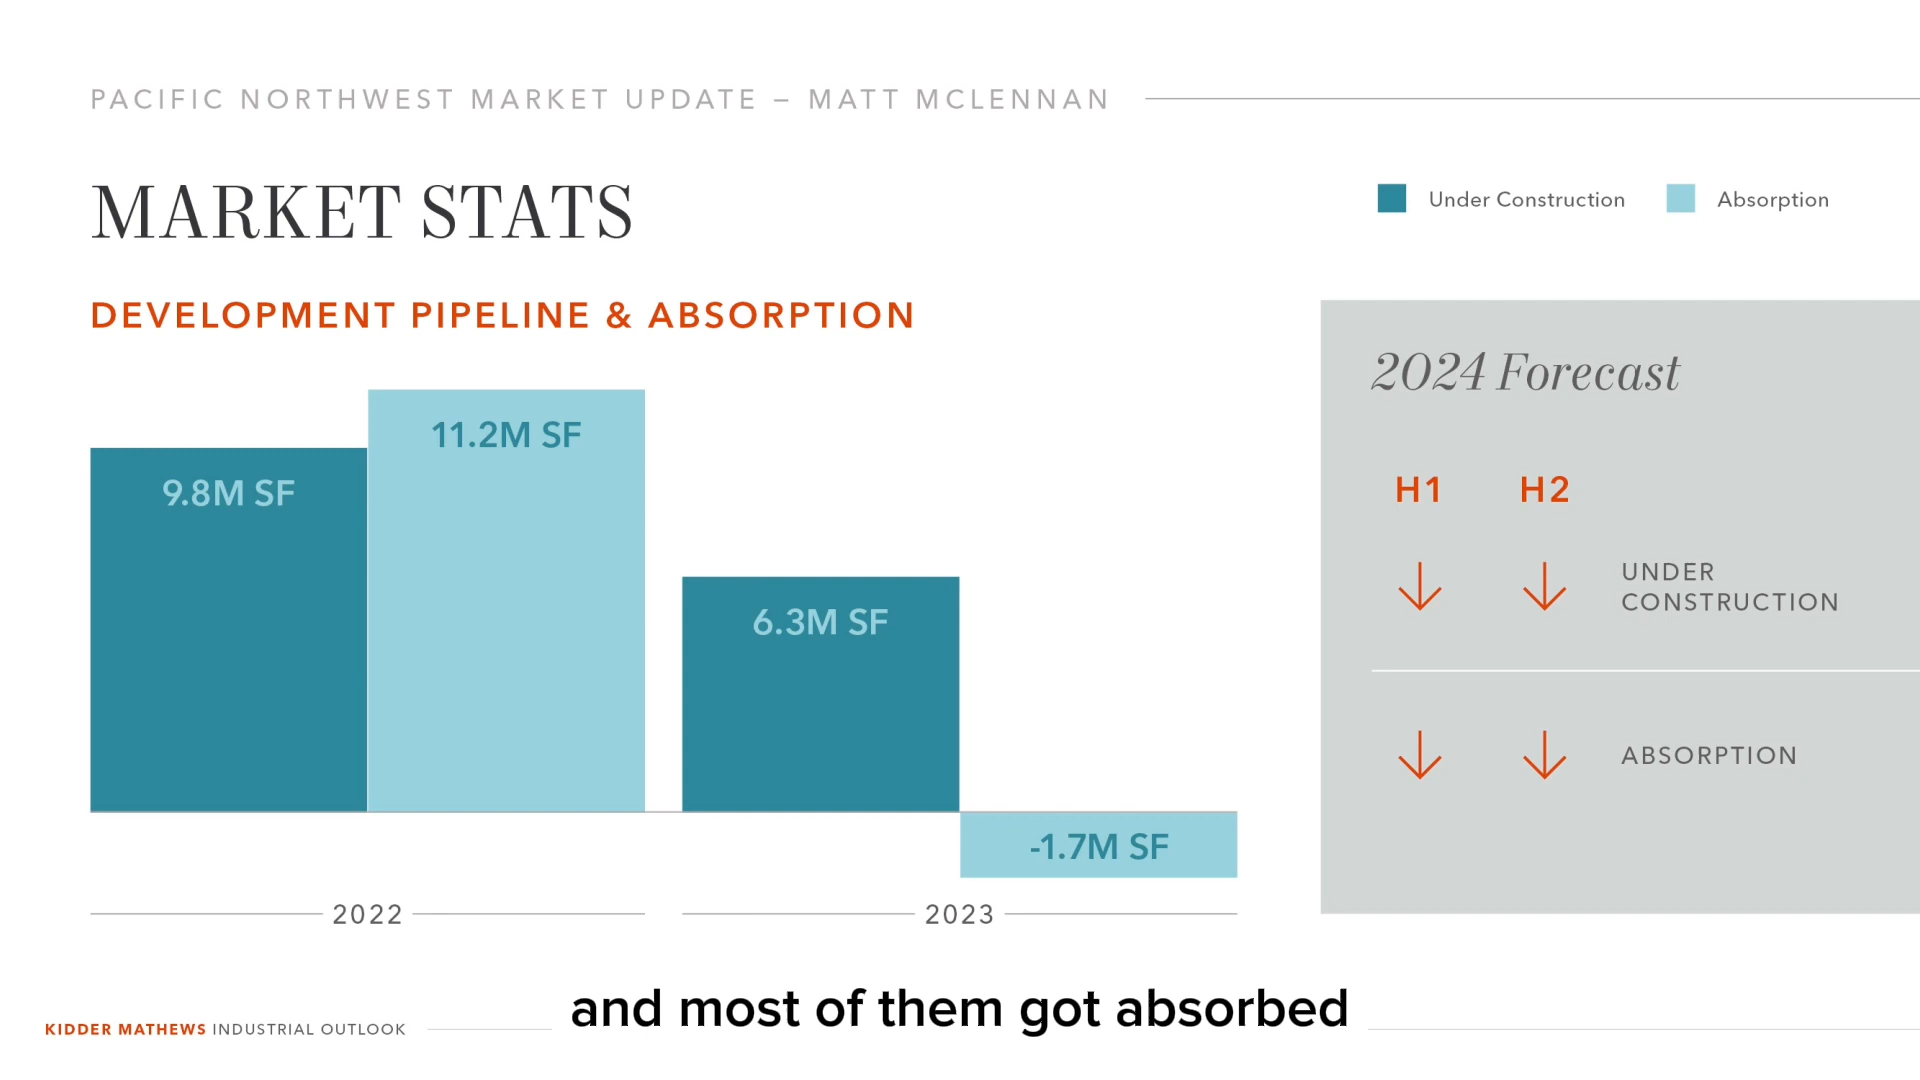 PACIFIC NORTHWEST MARKET UPDATE – MATT MCLENNAN
MARKET STATS
Under Construction
Absorption
DEVELOPMENT PIPELINE & ABSORPTION
9.8M SF
11.2M SF
6.3M SF
-1.7M SF
2022
2023
2024 Forecast
H1 H2
UNDER
CONSTRUCTION
ABSORPTION
and most of them got absorbed
KIDDER MATHEWS INDUSTRIAL OUTLOOK